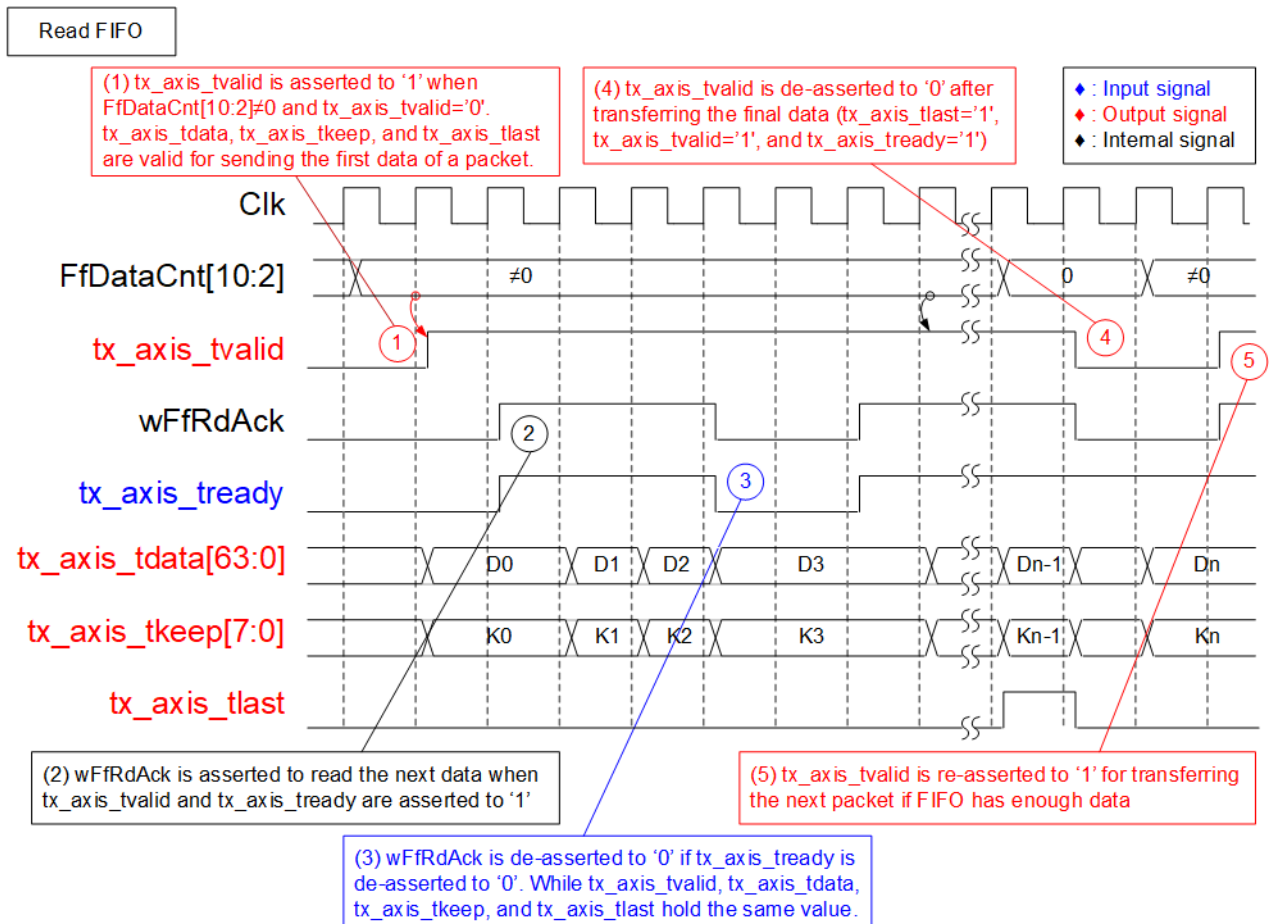 Read FIFO
(1) tx_axis_tvalid is asserted to ‘1’ when
FfDataCnt[10:2]≠0 and tx_axis_tvalid='0'.
tx_axis_tdata, tx_axis_tkeep, and tx_axis_tlast
are valid for sending the first data of a packet.
(4) tx_axis_tvalid is de-asserted to ‘0’ after
transferring the final data (tx_axis_tlast='1',
tx_axis_tvalid='1', and tx_axis_tready='1')
♦ : Input signal
♦ : Output signal
♦ : Internal signal
Clk
FfDataCnt[10:2]
≠0
0
≠0
tx_axis_tvalid
1
4
5
wFfRdAck
2
tx_axis_tready
3
tx_axis_tdata[63:0]
D0
D1
D2
D3
Dn-1
Dn
tx_axis_tkeep[7:0]
K0
K1
K2
K3
Kn-1
Kn
tx_axis_tlast
(2) wFfRdAck is asserted to read the next data when
tx_axis_tvalid and tx_axis_tready are asserted to ‘1’
(5) tx_axis_tvalid is re-asserted to ‘1’ for transferring
the next packet if FIFO has enough data
(3) wFfRdAck is de-asserted to ‘0’ if tx_axis_tready is
de-asserted to ‘0’. While tx_axis_tvalid, tx_axis_tdata,
tx_axis_tkeep, and tx_axis_tlast hold the same value.